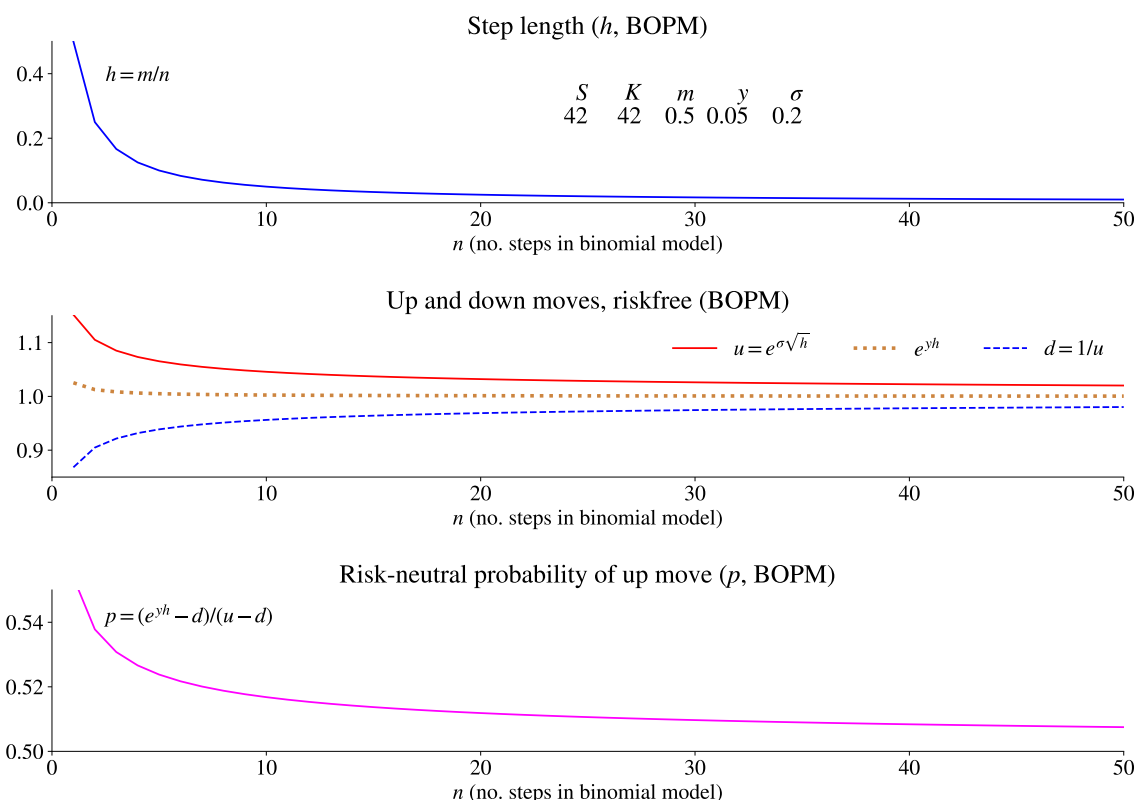 Step length (h, BOPM)
h = m/n
S K m y σ
42 42 0.5 0.05 0.2
0.4
0.2
0.0
0 10 20 30 40 50
n (no. steps in binomial model)
Up and down moves, riskfree (BOPM)
u = e^{σ√h} e^{yh} d = 1/u
1.1
1.0
0.9
0 10 20 30 40 50
n (no. steps in binomial model)
Risk-neutral probability of up move (p, BOPM)
p = (e^{yh} − d)/(u − d)
0.54
0.52
0.50
0 10 20 30 40 50
n (no. steps in binomial model)